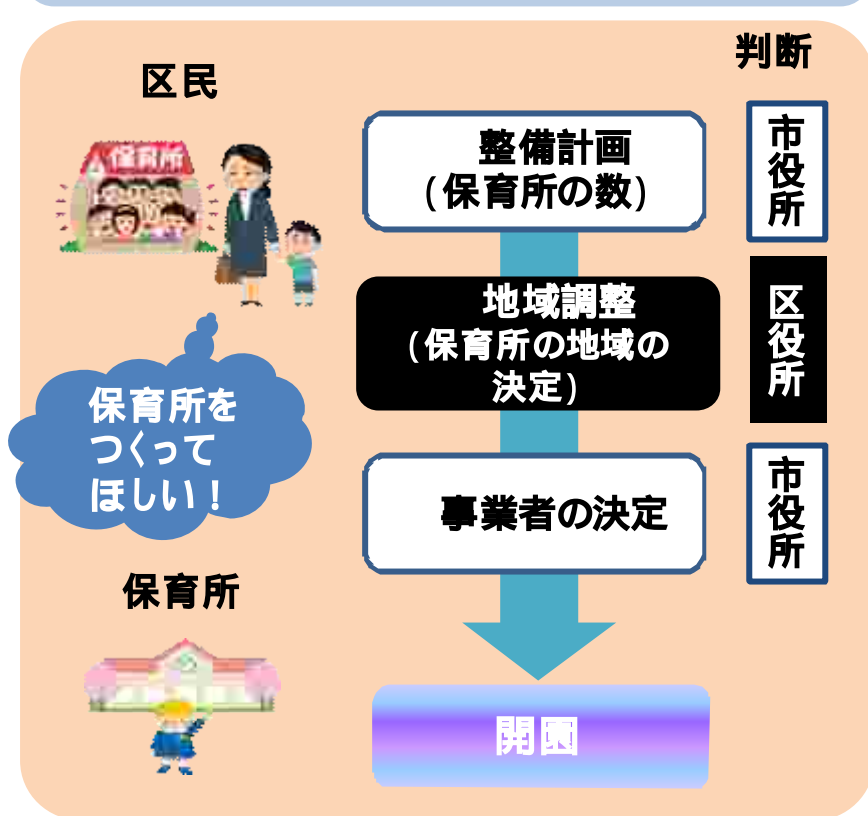 判断
区民
保育所
整備計画
(保育所の数)
市役所
地域調整
(保育所の地域の
決定)
区役所
保育所を
つくって
ほしい！
事業者の決定
市役所
保育所
開園